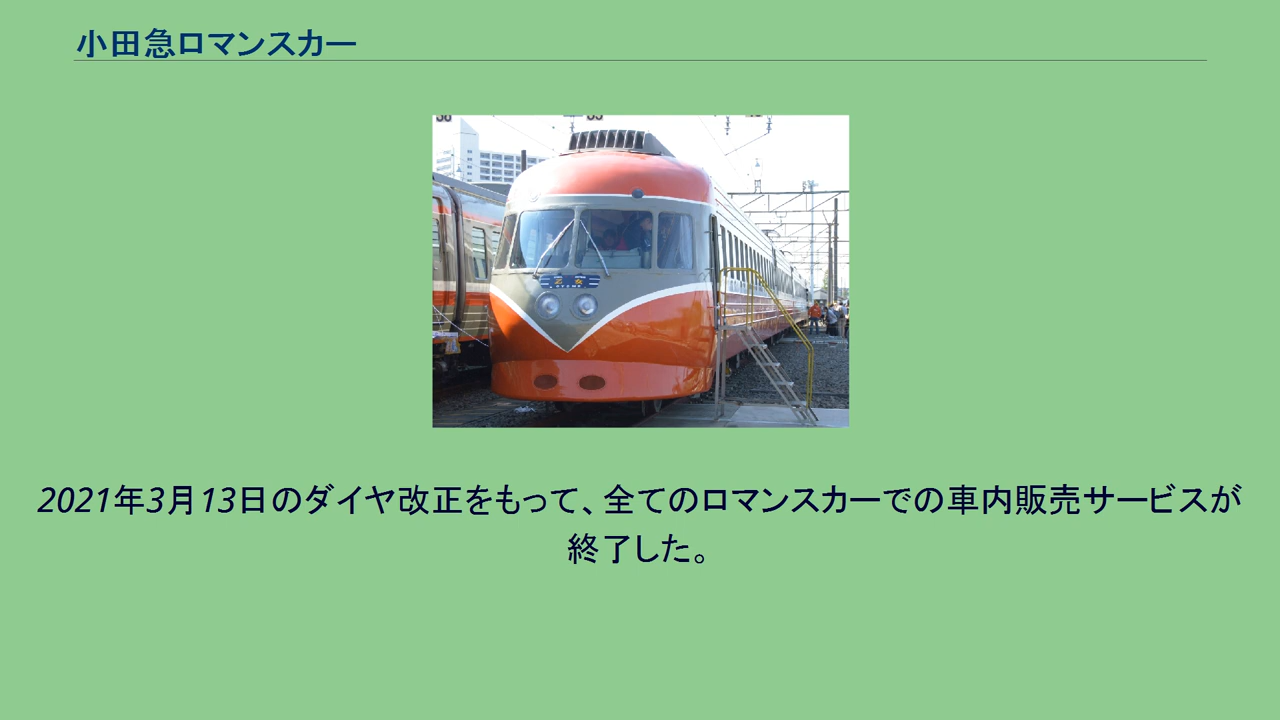 小田急ロマンスカー
乙女
2021年3月13日のダイヤ改正をもって、全てのロマンスカーでの車内販売サービスが
終了した。